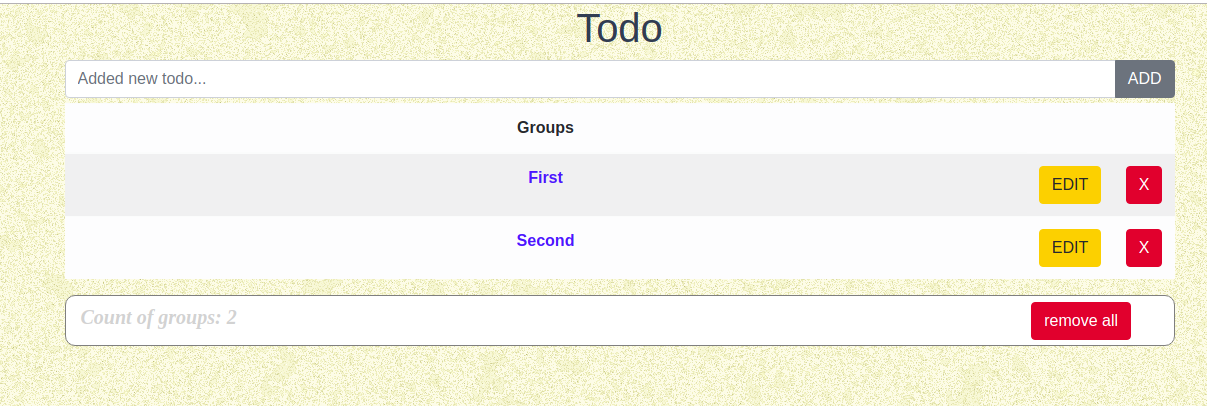 Todo
Added new todo... ADD
Groups
First EDIT X
Second EDIT X
Count of groups: 2 remove all